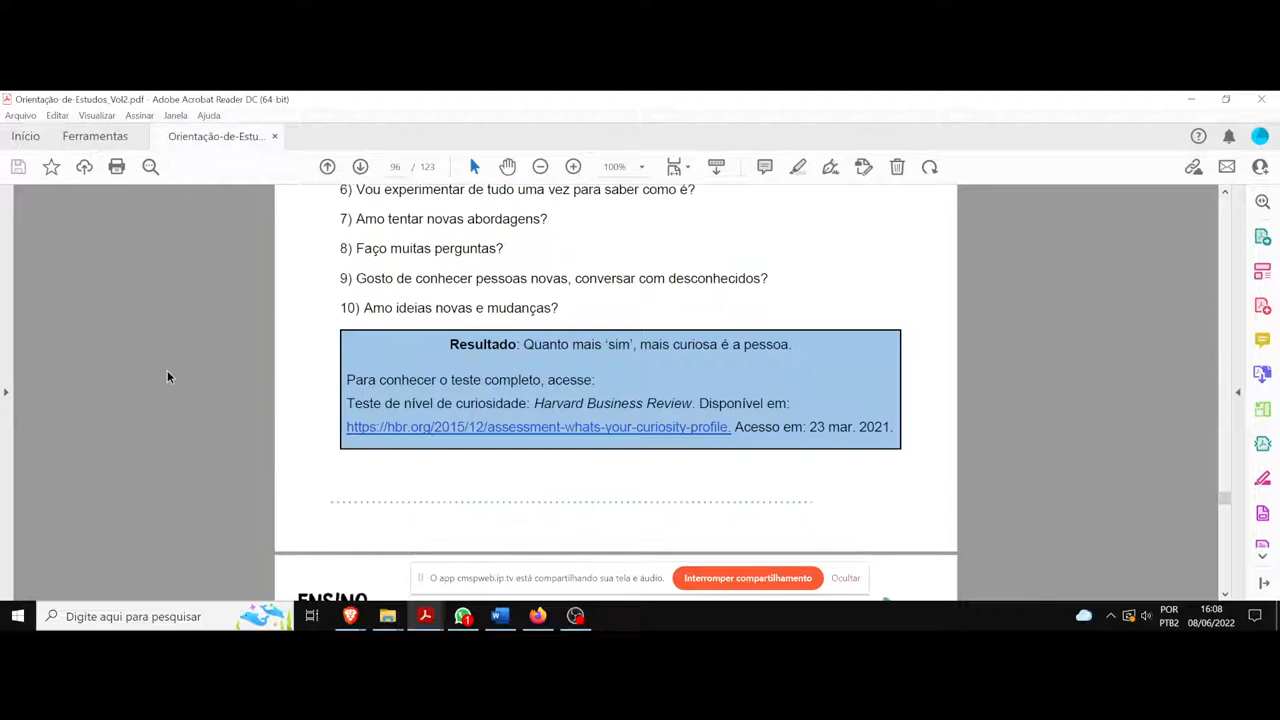 Orientação-de-Estudos_Vol2.pdf - Adobe Acrobat Reader DC (64-bit)
Arquivo Editar Visualizar Assinar Janela Ajuda
Início Ferramentas Orientação-de-Estu... ×
96 / 123 100%
6) Vou experimentar de tudo uma vez para saber como é?
7) Amo tentar novas abordagens?
8) Faço muitas perguntas?
9) Gosto de conhecer pessoas novas, conversar com desconhecidos?
10) Amo ideias novas e mudanças?
Resultado: Quanto mais ‘sim’, mais curiosa é a pessoa.
Para conhecer o teste completo, acesse:
Teste de nível de curiosidade: Harvard Business Review. Disponível em:
https://hbr.org/2015/12/assessment-whats-your-curiosity-profile. Acesso em: 23 mar. 2021.
O app cmspweb.ip.tv está compartilhando sua tela e áudio. Interromper compartilhamento Ocultar
ENSINO
Digite aqui para pesquisar
1
POR 16:08
PTB2 08/06/2022